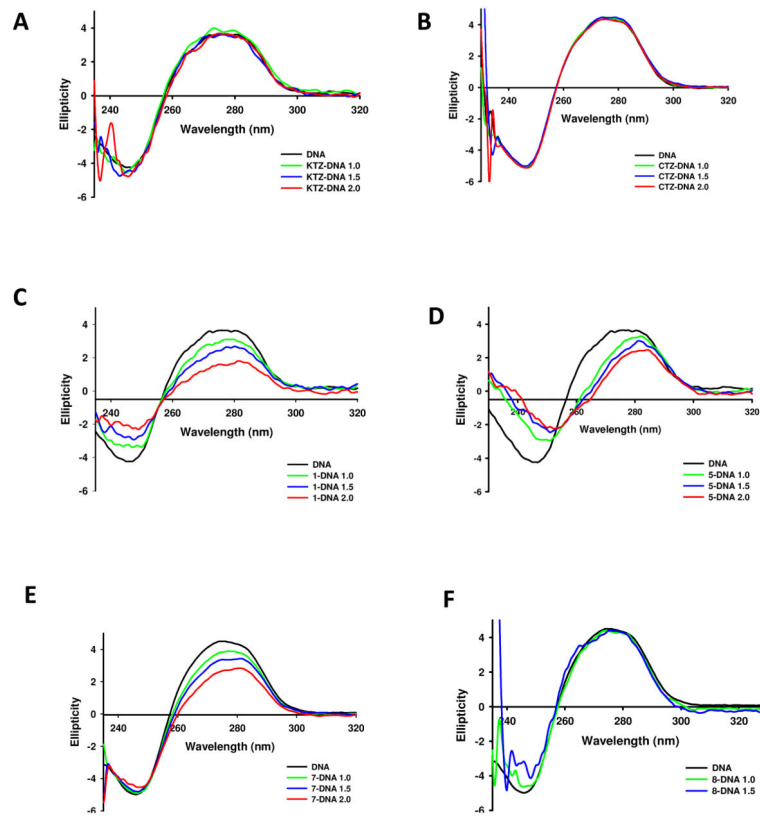 A
4
2
0
-2
-4
-6
240
260
280
300
320
Ellipticity
Wavelength (nm)
DNA
KTZ-DNA 1.0
KTZ-DNA 1.5
KTZ-DNA 2.0
B
4
2
0
-2
-4
-6
240
260
280
300
320
Ellipticity
Wavelength (nm)
DNA
CTZ-DNA 1.0
CTZ-DNA 1.5
CTZ-DNA 2.0
C
4
2
0
-2
-4
-6
240
260
280
300
320
Ellipticity
Wavelength (nm)
DNA
1-DNA 1.0
1-DNA 1.5
1-DNA 2.0
D
4
2
0
-2
-4
-6
240
260
280
300
320
Ellipticity
Wavelength (nm)
DNA
5-DNA 1.0
5-DNA 1.5
5-DNA 2.0
E
4
2
0
-2
-4
-6
240
260
280
300
320
Ellipticity
Wavelength (nm)
DNA
7-DNA 1.0
7-DNA 1.5
7-DNA 2.0
F
4
2
0
-2
-4
-6
240
260
280
300
320
Ellipticity
Wavelength (nm)
DNA
8-DNA 1.0
8-DNA 1.5